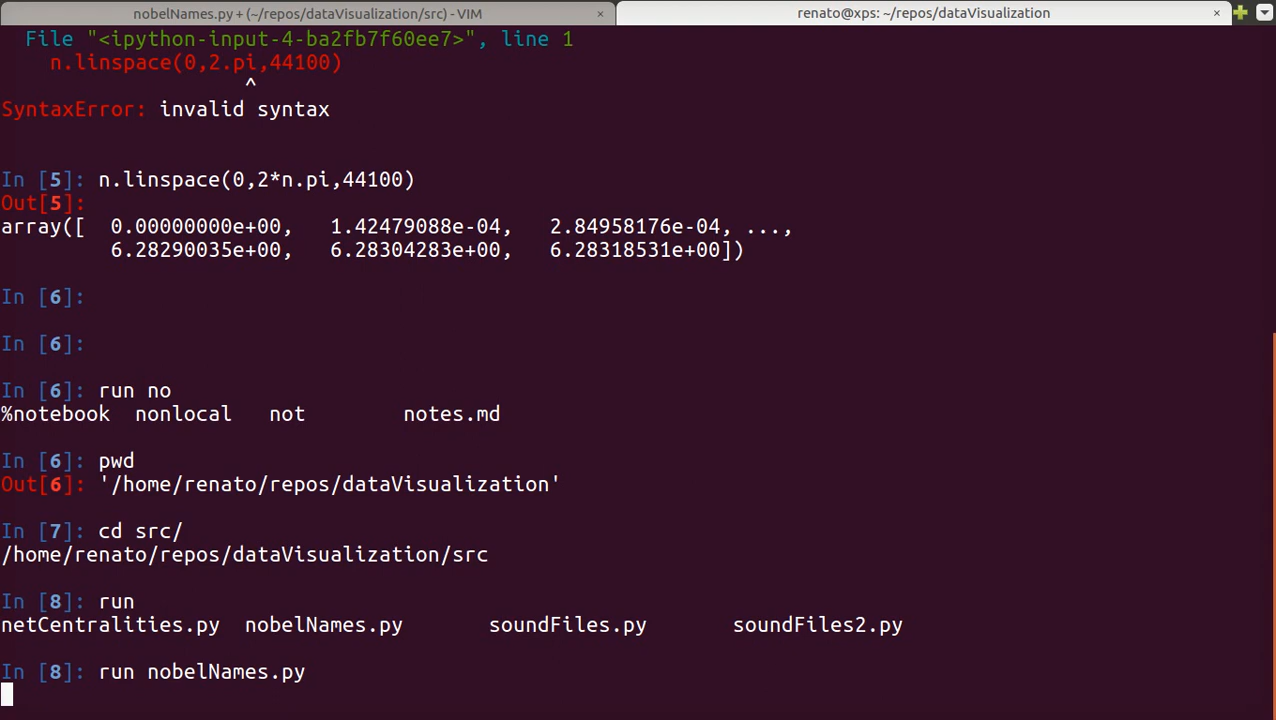 nobelNames.py + (~/repos/dataVisualization/src) - VIM × renato@xps: ~/repos/dataVisualization ×
File "<ipython-input-4-ba2fb7f60ee7>", line 1
n.linspace(0,2.pi,44100)
^
SyntaxError: invalid syntax
In [5]: n.linspace(0,2*n.pi,44100)
Out[5]:
array([  0.00000000e+00,   1.42479088e-04,   2.84958176e-04, ...,
6.28290035e+00,   6.28304283e+00,   6.28318531e+00])
In [6]:
In [6]:
In [6]: run no
%notebook  nonlocal   not        notes.md
In [6]: pwd
Out[6]: '/home/renato/repos/dataVisualization'
In [7]: cd src/
/home/renato/repos/dataVisualization/src
In [8]: run
netCentralities.py  nobelNames.py       soundFiles.py       soundFiles2.py
In [8]: run nobelNames.py